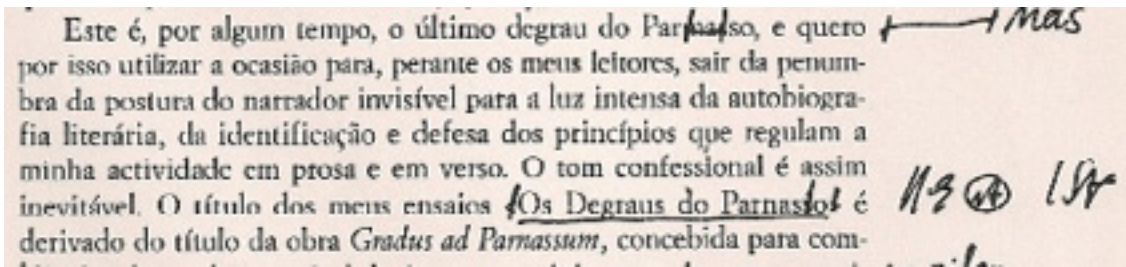 Este é, por algum tempo, o último degrau do Parnaso, e quero mas
por isso utilizar a ocasião para, perante os meus leitores, sair da penum-
bra da postura do narrador invisível para a luz intensa da autobiogra-
fia literária, da identificação e defesa dos princípios que regulam a
minha actividade em prosa e em verso. O tom confessional é assim
inevitável. O título dos meus ensaios Os Degraus do Parnaso é
derivado do título da obra Gradus ad Parnassum, concebida para com-